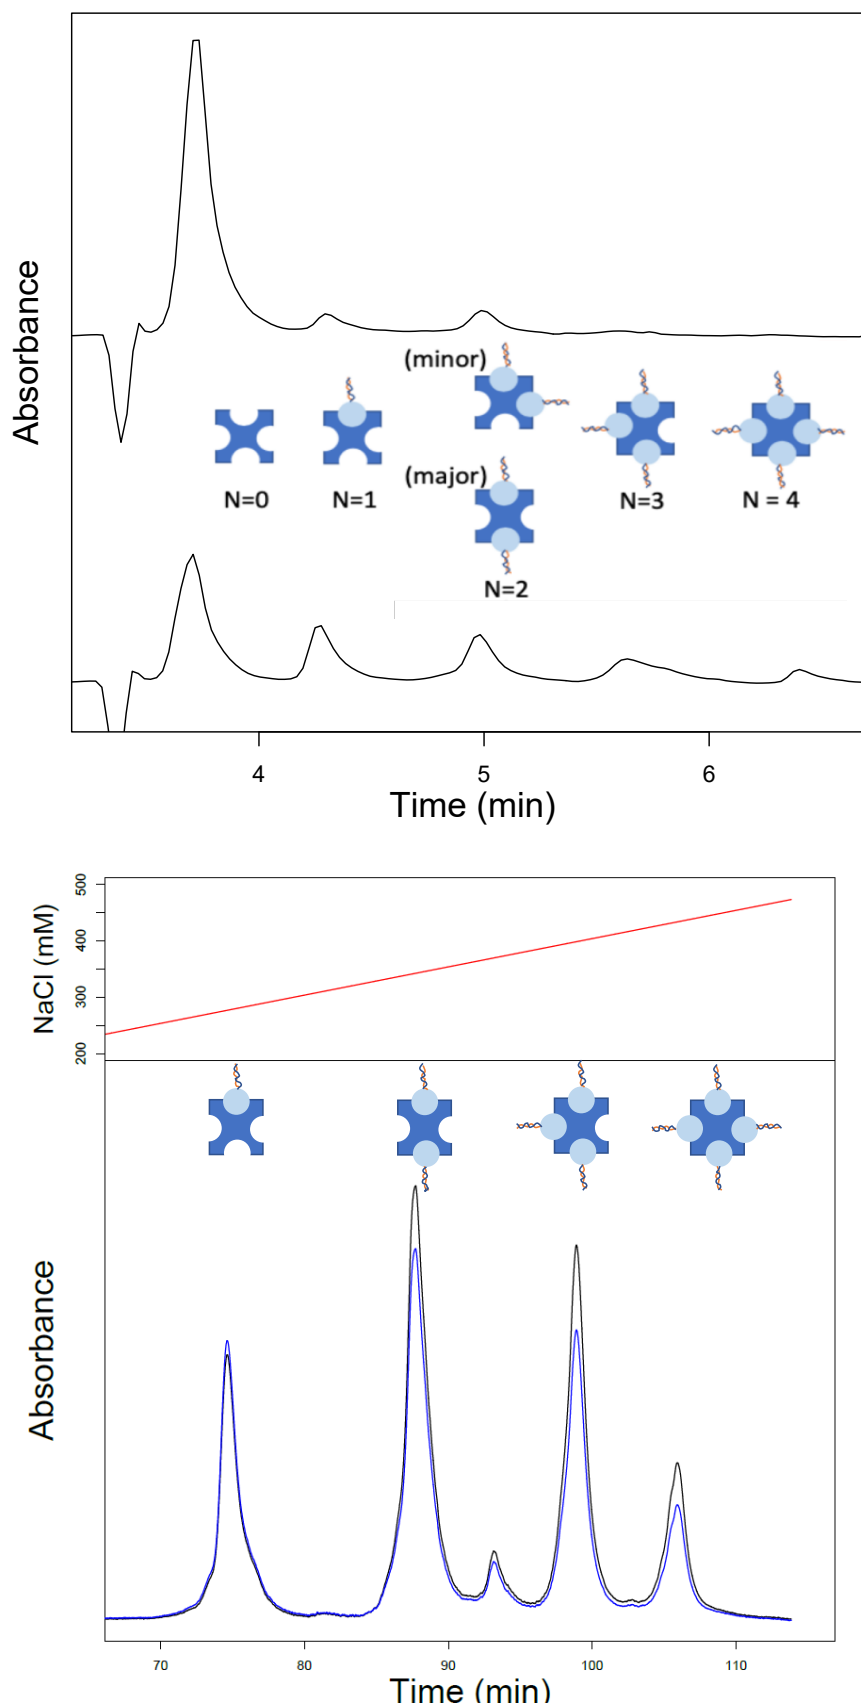 Absorbance
(minor)
(major)
N=0
N=1
N=2
N=3
N = 4
4
5
6
Time (min)
NaCl (mM)
500
400
300
200
Absorbance
70
80
90
100
110
Time (min)